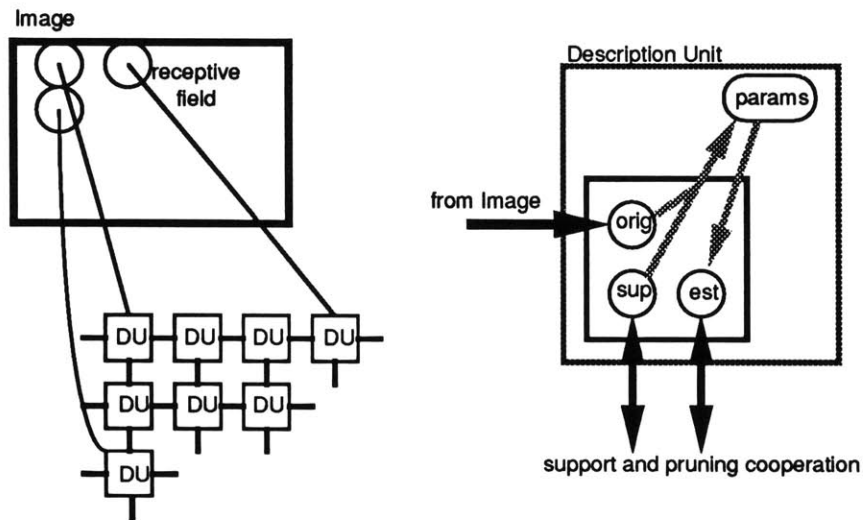 Image
receptive
field
DU DU DU DU
DU DU DU
DU
Description Unit
params
from Image
orig
sup est
support and pruning cooperation